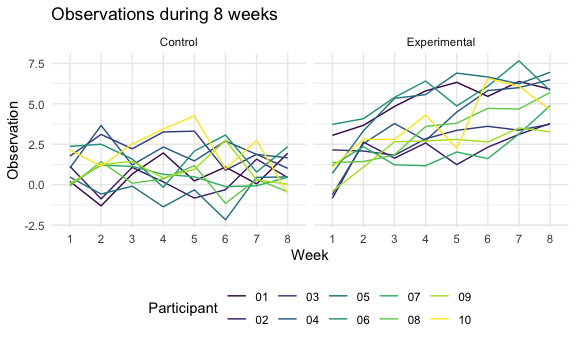 Observations during 8 weeks
Control Experimental
Observation
7.5
5.0
2.5
0.0
-2.5
1 2 3 4 5 6 7 8 1 2 3 4 5 6 7 8
Week
Participant
01 03 05 07 09
02 04 06 08 10